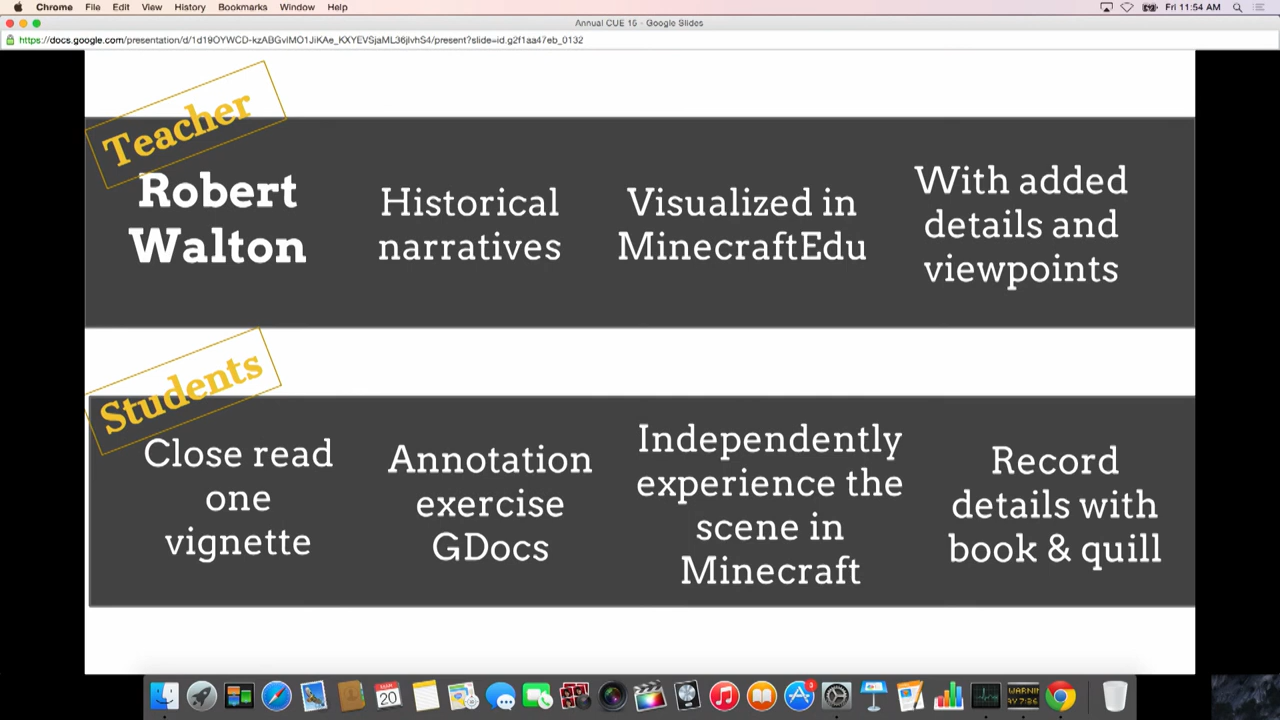 Chrome File Edit View History Bookmarks Window Help Fri 11:54 AM
Annual CUE 15 - Google Slides
Teacher
Robert
Walton
Historical
narratives
Visualized in
MinecraftEdu
With added
details and
viewpoints
Students
Close read
one
vignette
Annotation
exercise
GDocs
Independently
experience the
scene in
Minecraft
Record
details with
book & quill
20
3